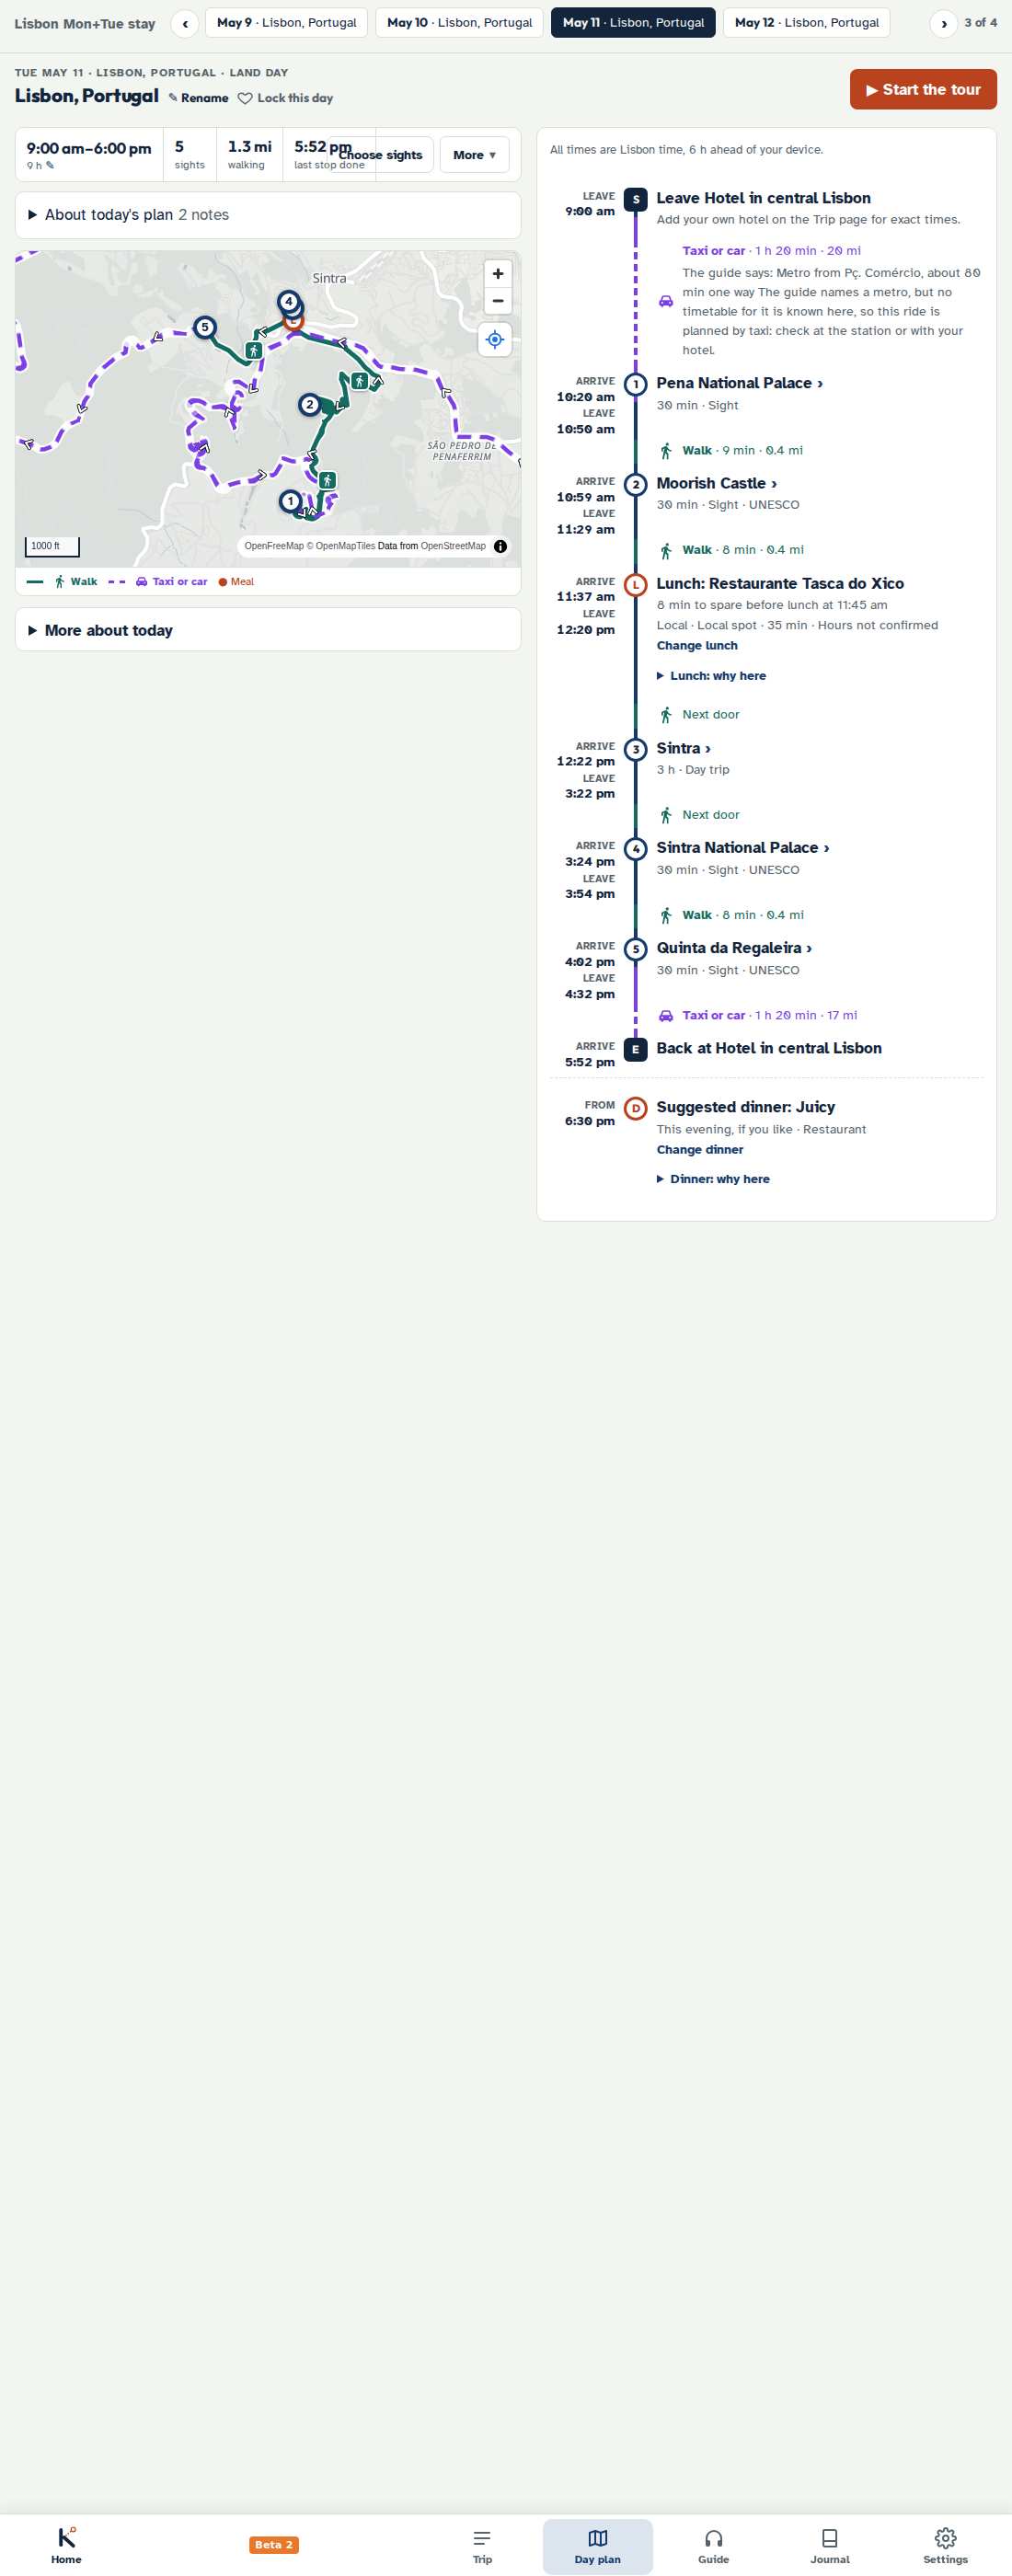 Lisbon Mon+Tue stay
‹
May 9 · Lisbon, Portugal
May 10 · Lisbon, Portugal
May 11 · Lisbon, Portugal
May 12 · Lisbon, Portugal
›
3 of 4
TUE MAY 11 · LISBON, PORTUGAL · LAND DAY
Lisbon, Portugal ✎ Rename Lock this day
▶ Start the tour
9:00 am–6:00 pm
9 h ✎
5
sights
1.3 mi
walking
5:52 pm
last stop done
Choose sights
More ▾
▶ About today's plan 2 notes
Sintra
4
L
5
2
SÃO PEDRO DE
PENAFERRIM
1
+
−
1000 ft
OpenFreeMap © OpenMapTiles Data from OpenStreetMap
Walk Taxi or car Meal
▶ More about today
All times are Lisbon time, 6 h ahead of your device.
LEAVE
9:00 am
S
Leave Hotel in central Lisbon
Add your own hotel on the Trip page for exact times.
Taxi or car · 1 h 20 min · 20 mi
The guide says: Metro from Pç. Comércio, about 80
min one way The guide names a metro, but no
timetable for it is known here, so this ride is
planned by taxi: check at the station or with your
hotel.
ARRIVE
10:20 am
LEAVE
10:50 am
1
Pena National Palace ›
30 min · Sight
Walk · 9 min · 0.4 mi
ARRIVE
10:59 am
LEAVE
11:29 am
2
Moorish Castle ›
30 min · Sight · UNESCO
Walk · 8 min · 0.4 mi
ARRIVE
11:37 am
LEAVE
12:20 pm
L
Lunch: Restaurante Tasca do Xico
8 min to spare before lunch at 11:45 am
Local · Local spot · 35 min · Hours not confirmed
Change lunch
▶ Lunch: why here
Next door
ARRIVE
12:22 pm
LEAVE
3:22 pm
3
Sintra ›
3 h · Day trip
Next door
ARRIVE
3:24 pm
LEAVE
3:54 pm
4
Sintra National Palace ›
30 min · Sight · UNESCO
Walk · 8 min · 0.4 mi
ARRIVE
4:02 pm
LEAVE
4:32 pm
5
Quinta da Regaleira ›
30 min · Sight · UNESCO
Taxi or car · 1 h 20 min · 17 mi
ARRIVE
5:52 pm
E
Back at Hotel in central Lisbon
FROM
6:30 pm
D
Suggested dinner: Juicy
This evening, if you like · Restaurant
Change dinner
▶ Dinner: why here
Home
Beta 2
Trip
Day plan
Guide
Journal
Settings